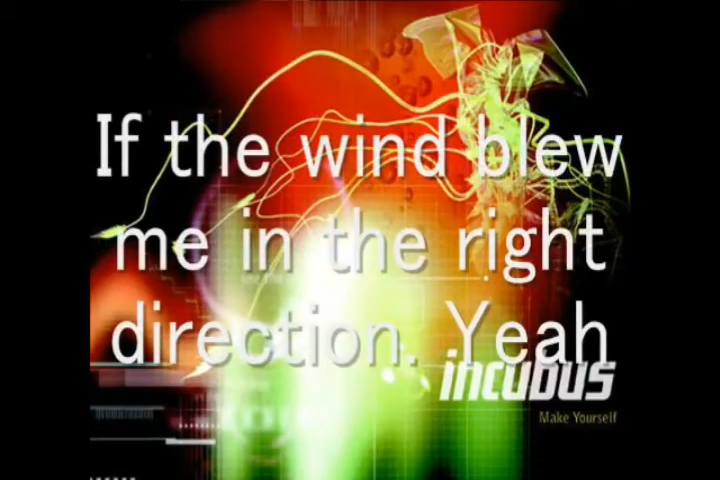 If the wind blew
me in the right
direction. Yeah
incubus
Make Yourself